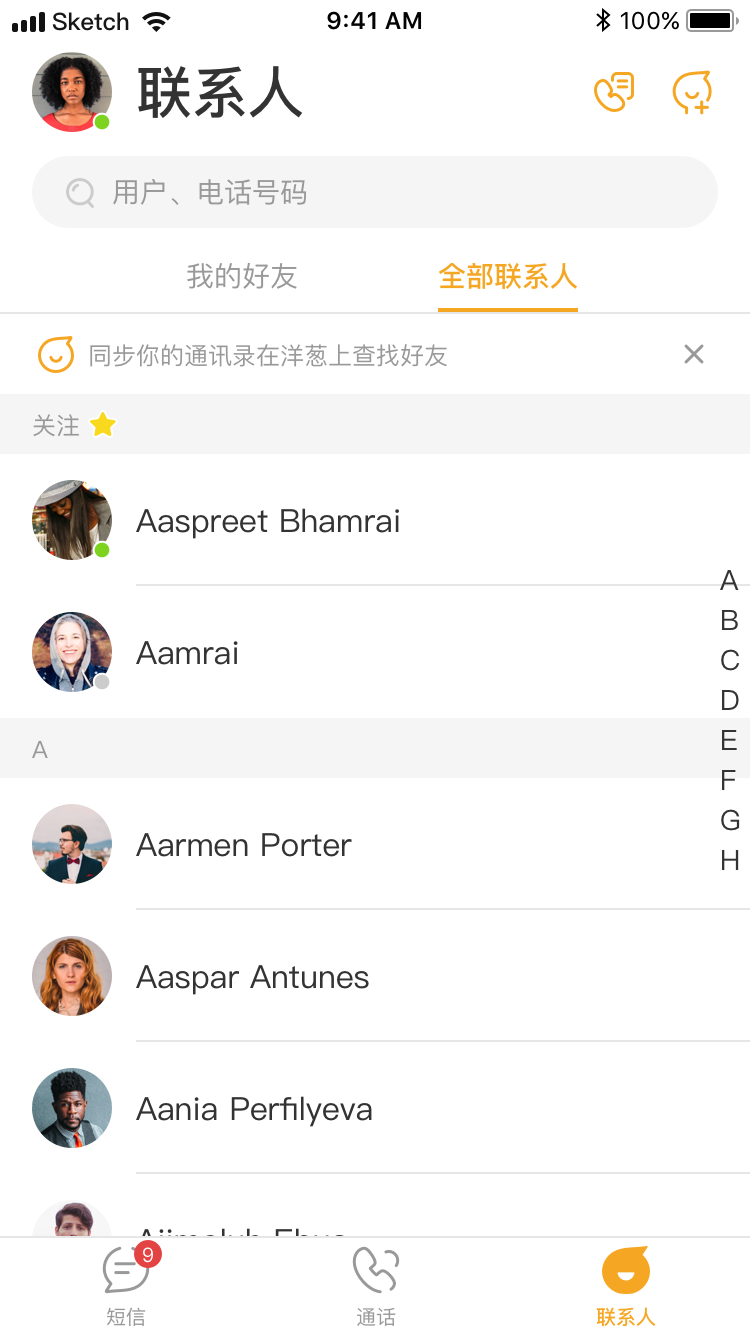 Sketch 9:41 AM 100%
联系人
用户、电话号码
我的好友 全部联系人
同步你的通讯录在洋葱上查找好友
关注
Aaspreet Bhamrai
A
B
Aamrai
C
D
E
A
F
G
Aarmen Porter
H
Aaspar Antunes
Aania Perfilyeva
9
短信 通话 联系人